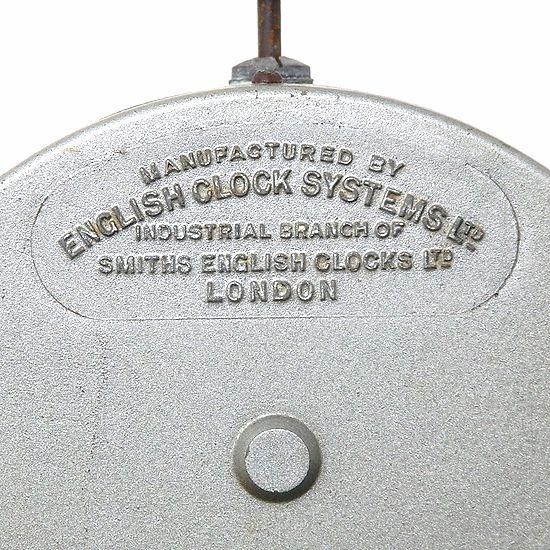 MANUFACTURED BY
ENGLISH CLOCK SYSTEMS LTD
INDUSTRIAL BRANCH OF
SMITHS ENGLISH CLOCKS LTD
LONDON